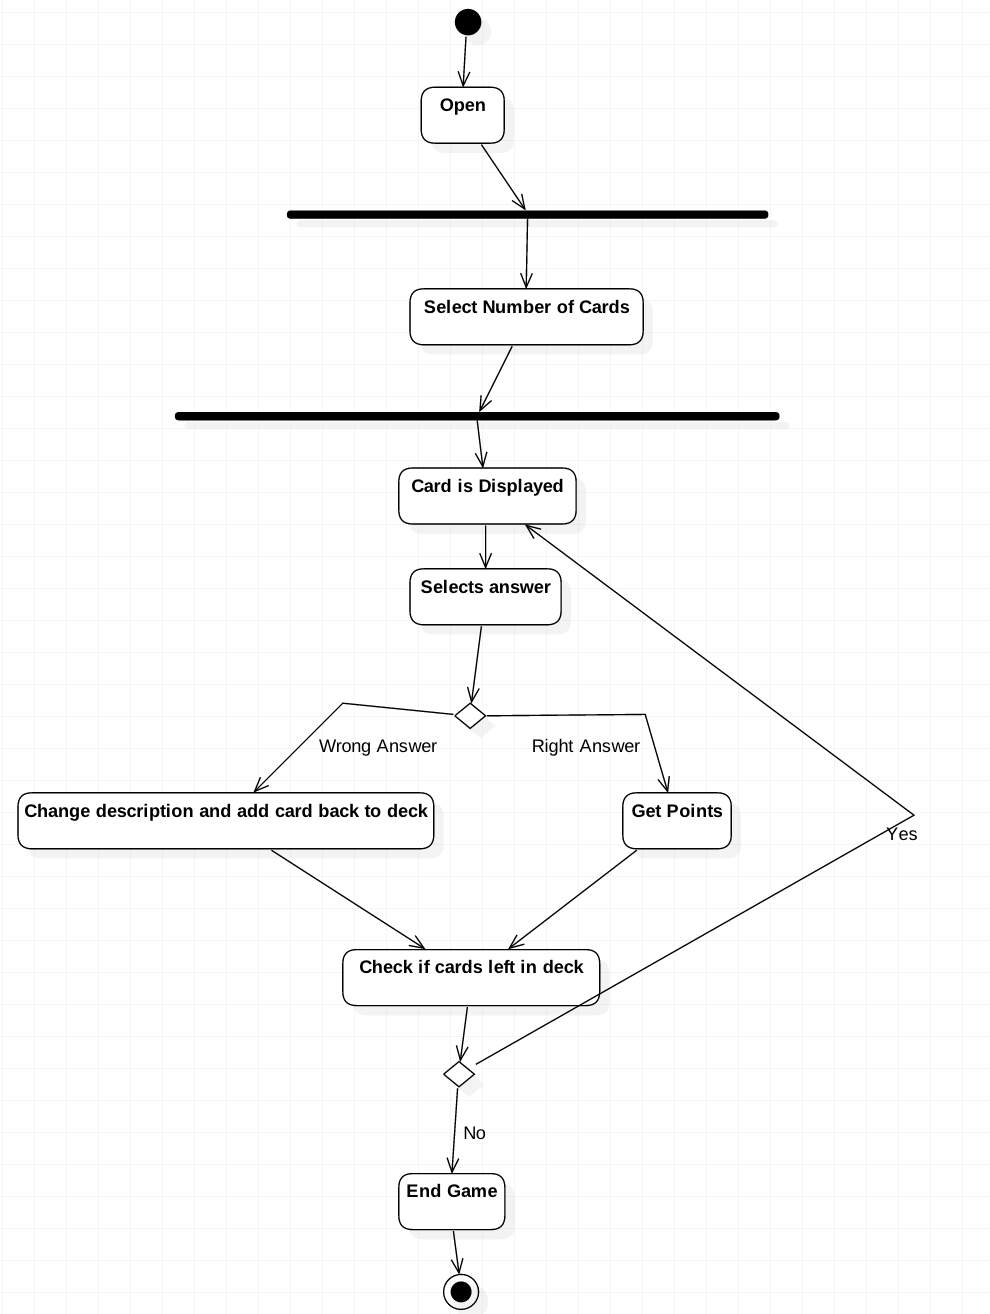 Open
Select Number of Cards
Card is Displayed
Selects answer
Wrong Answer
Right Answer
Change description and add card back to deck
Get Points
Yes
Check if cards left in deck
No
End Game